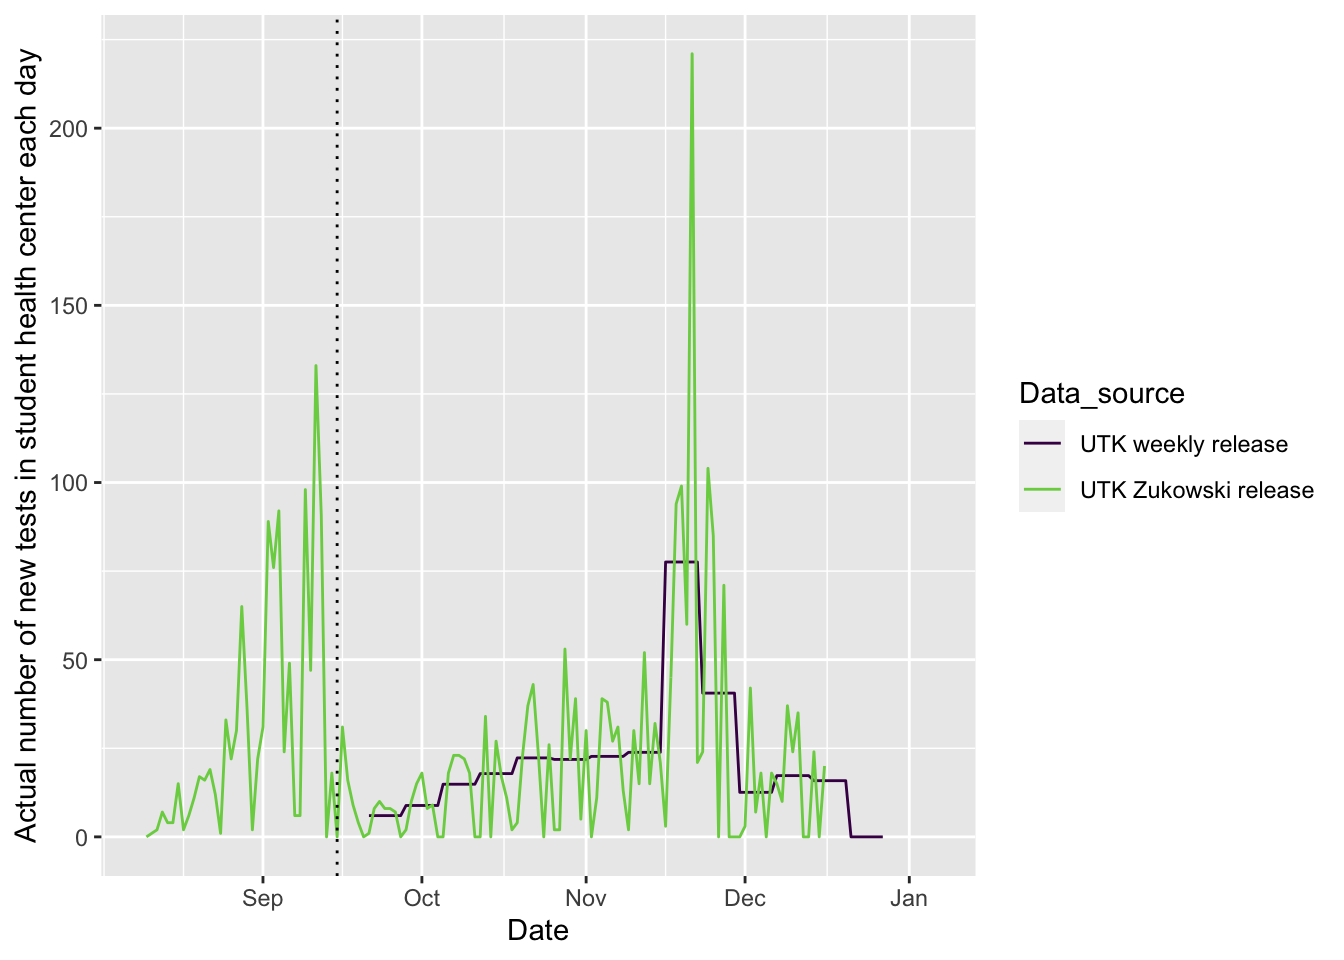 Actual number of new tests in student health center each day
200
150
100
50
0
Sep Oct Nov Dec Jan
Date
Data_source
UTK weekly release
UTK Zukowski release